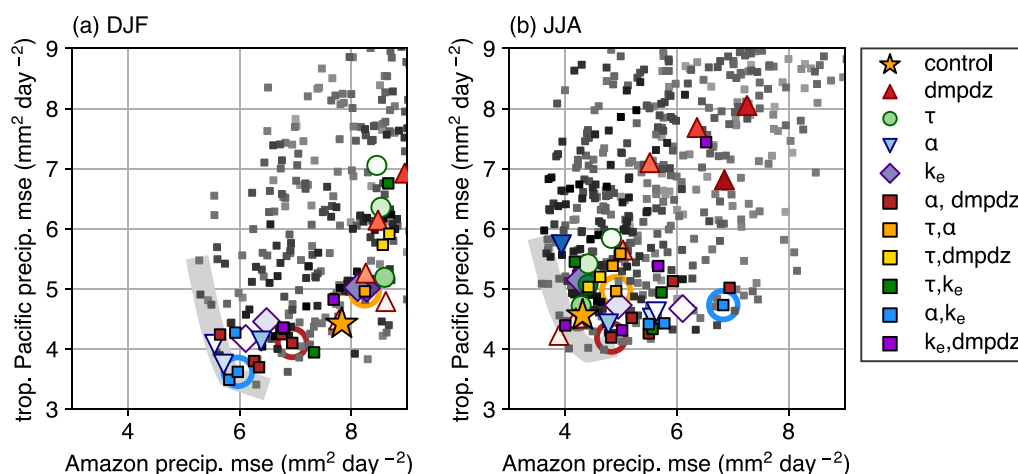 (a) DJF
(b) JJA
trop. Pacific precip. mse (mm² day⁻²)
9
8
7
6
5
4
3
4
6
8
Amazon precip. mse (mm² day⁻²)
trop. Pacific precip. mse (mm² day⁻²)
9
8
7
6
5
4
3
4
6
8
Amazon precip. mse (mm² day⁻²)
control
dmpdz
τ
α
kₑ
α, dmpdz
τ,α
τ,dmpdz
τ,kₑ
α,kₑ
kₑ,dmpdz